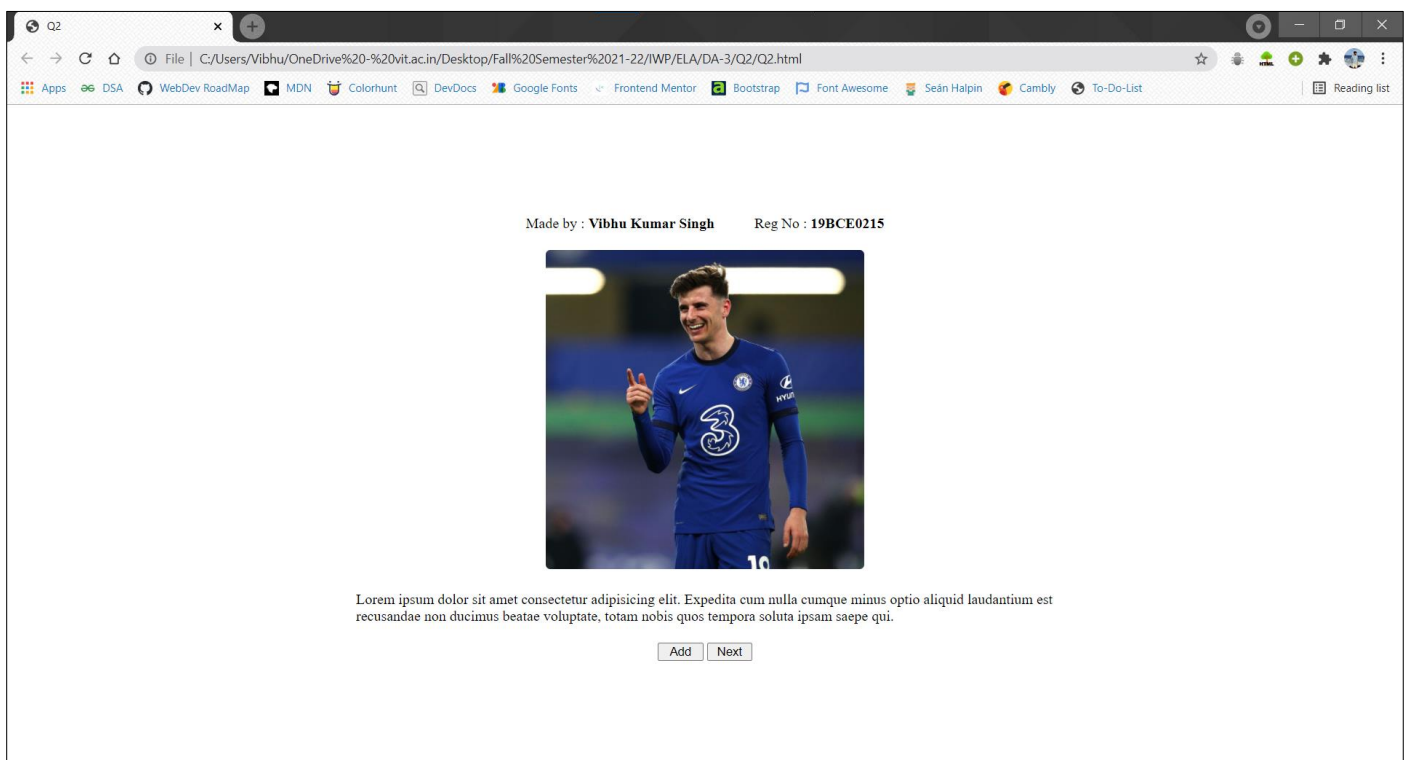 Q2
File | C:/Users/Vibhu/OneDrive%20-%20vit.ac.in/Desktop/Fall%20Semester%2021-22/IWP/ELA/DA-3/Q2/Q2.html
Apps DSA WebDev RoadMap MDN Colorhunt DevDocs Google Fonts Frontend Mentor Bootstrap Font Awesome Seán Halpin Cambly To-Do-List Reading list
Made by : Vibhu Kumar Singh Reg No : 19BCE0215
3
19
Lorem ipsum dolor sit amet consectetur adipisicing elit. Expedita cum nulla cumque minus optio aliquid laudantium est
recusandae non ducimus beatae voluptate, totam nobis quos tempora soluta ipsam saepe qui.
Add Next